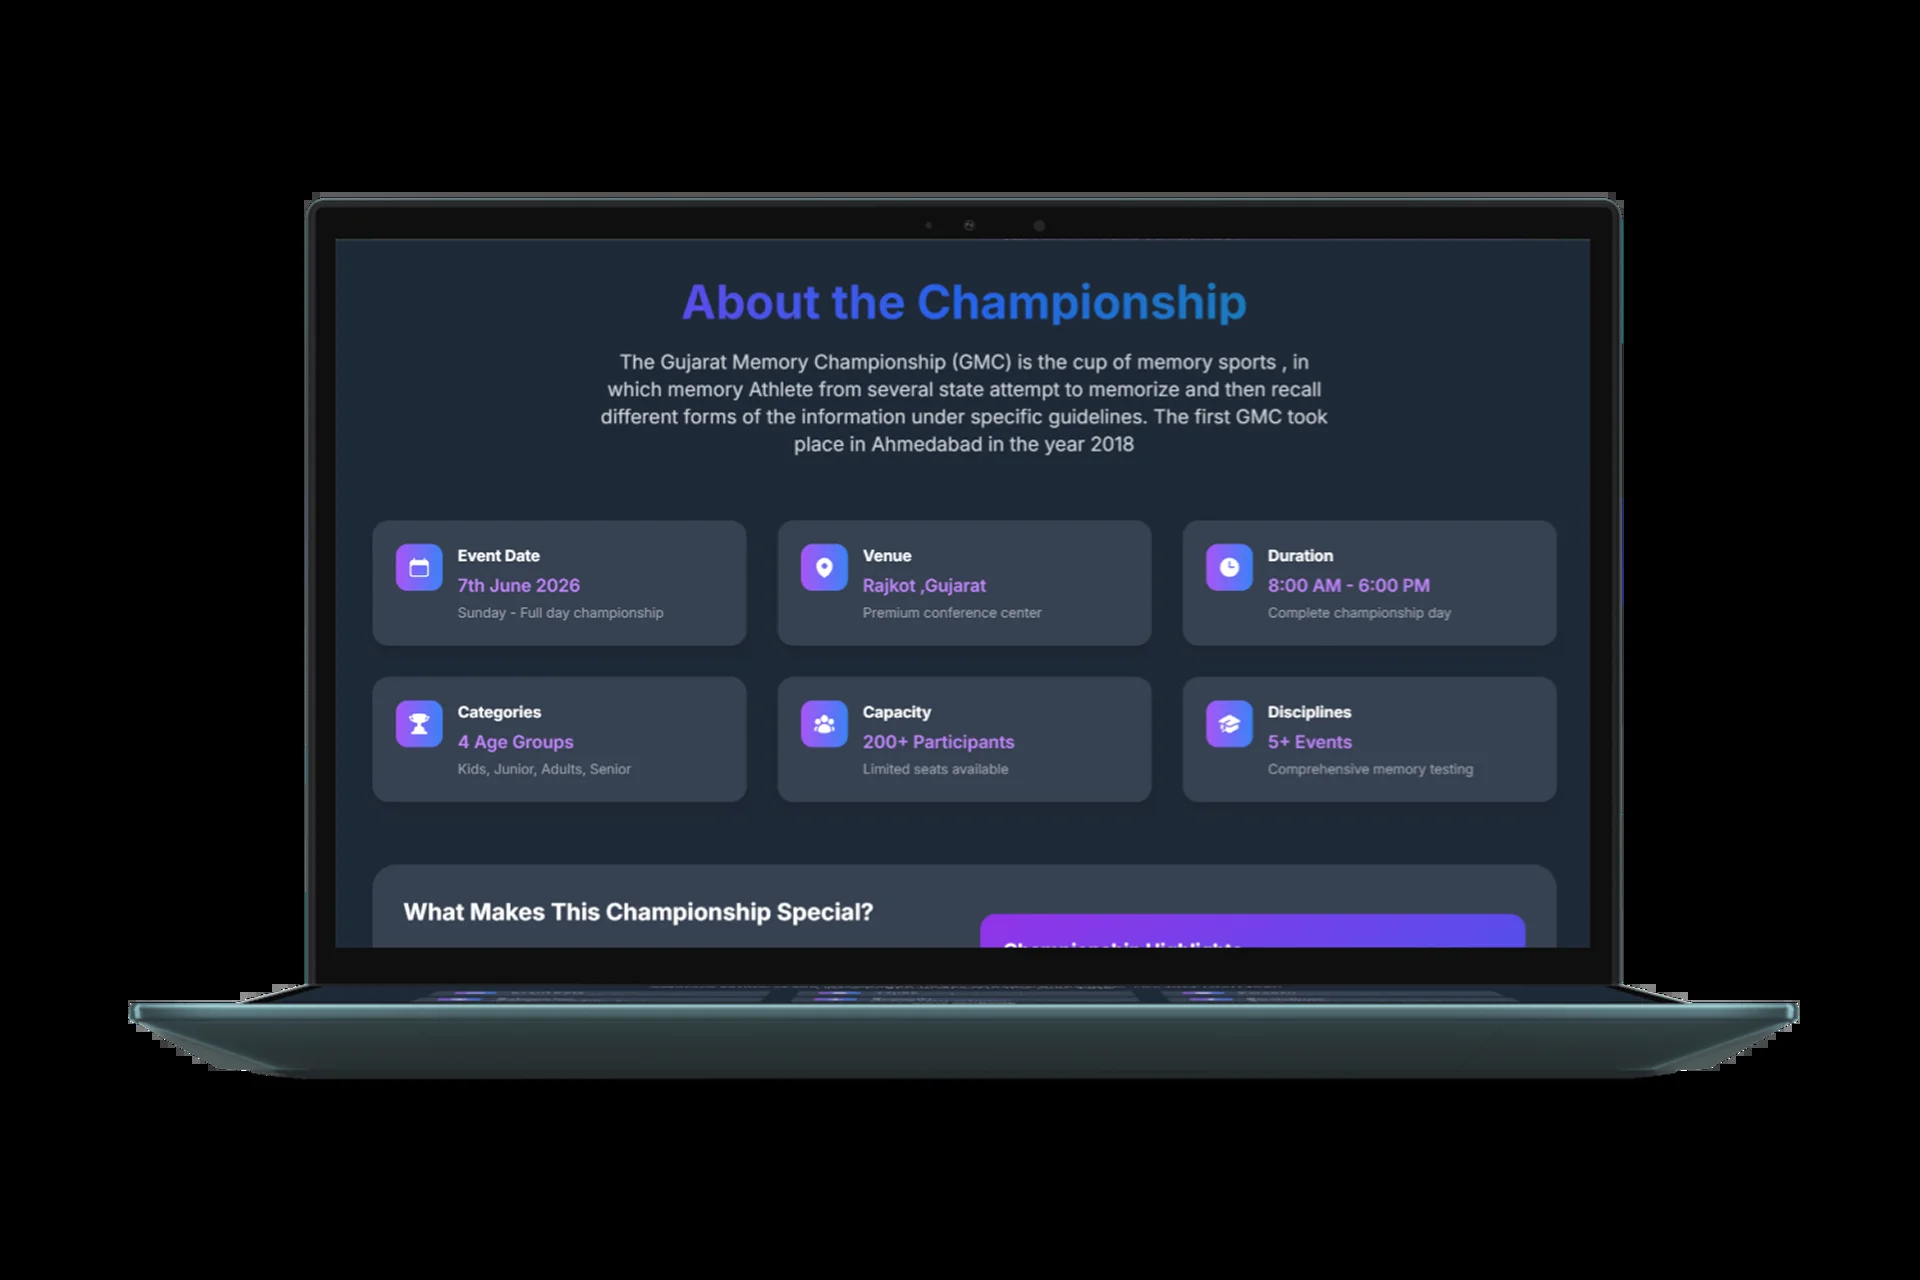 About the Championship
The Gujarat Memory Championship (GMC) is the cup of memory sports , in
which memory Athlete from several state attempt to memorize and then recall
different forms of the information under specific guidelines. The first GMC took
place in Ahmedabad in the year 2018
Event Date
7th June 2026
Sunday - Full day championship
Venue
Rajkot ,Gujarat
Premium conference center
Duration
8:00 AM - 6:00 PM
Complete championship day
Categories
4 Age Groups
Kids, Junior, Adults, Senior
Capacity
200+ Participants
Limited seats available
Disciplines
5+ Events
Comprehensive memory testing
What Makes This Championship Special?
Championship Highlights